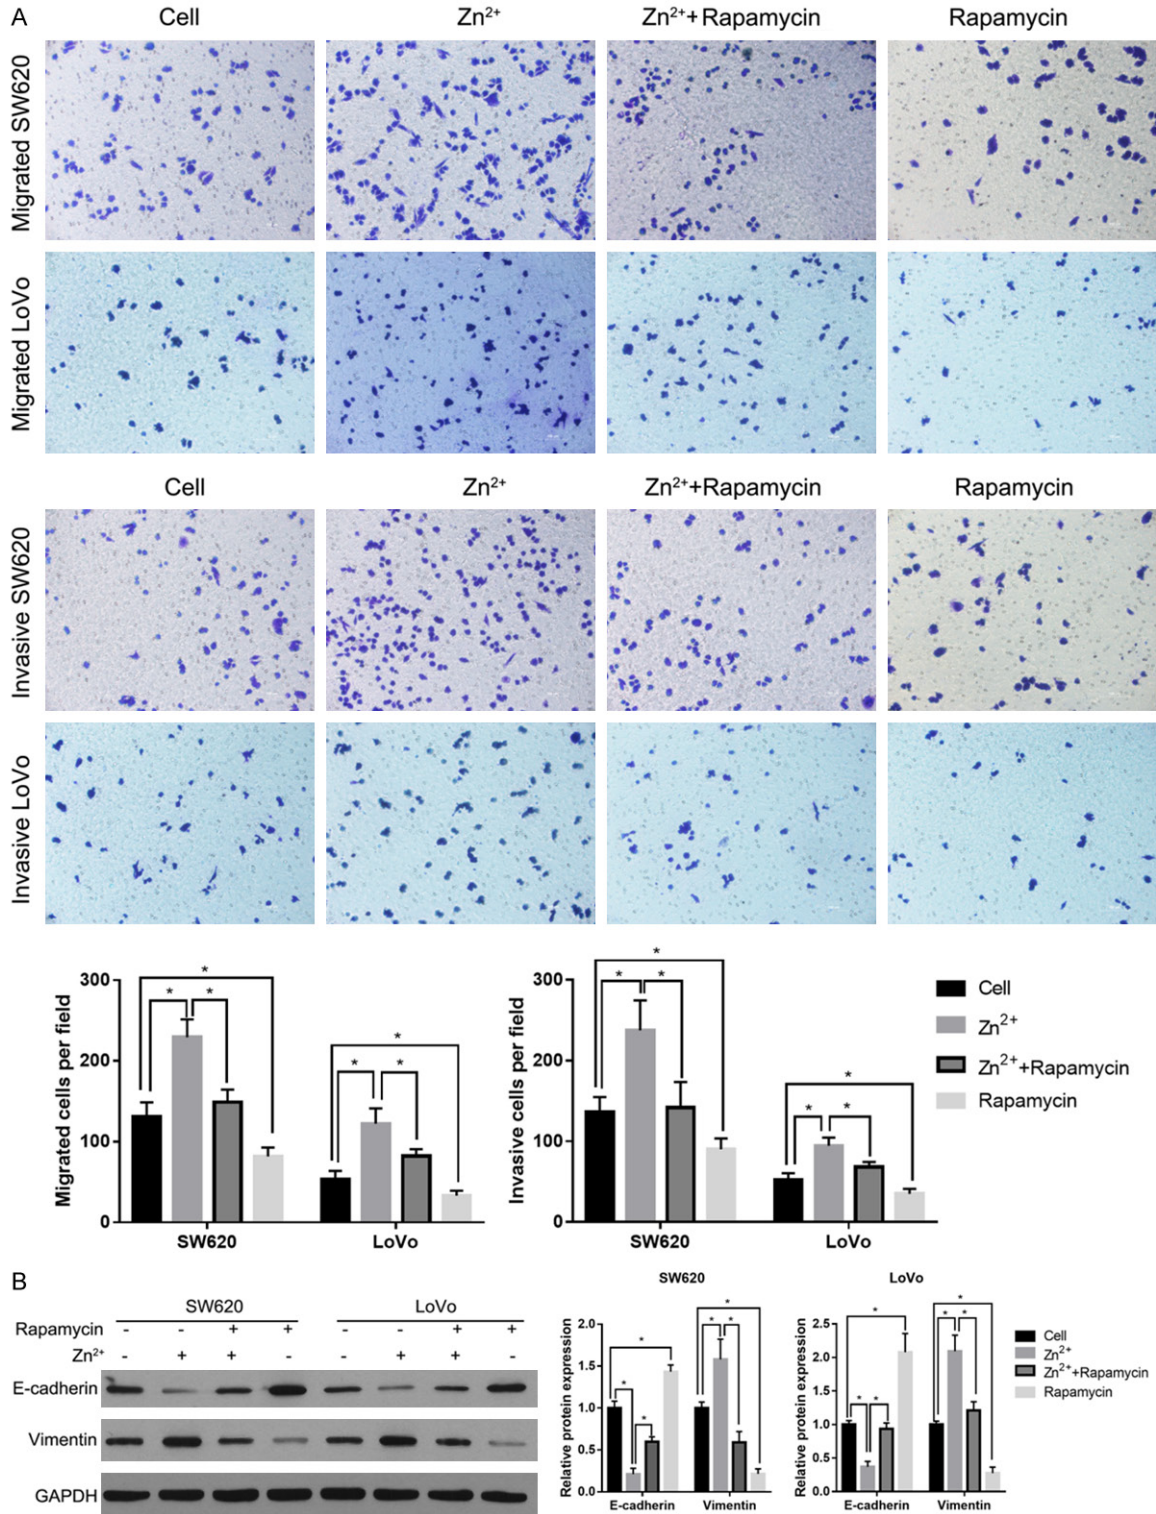 A
Cell Zn²⁺ Zn²⁺+Rapamycin Rapamycin
Migrated SW620
Migrated LoVo
Cell Zn²⁺ Zn²⁺+Rapamycin Rapamycin
Invasive SW620
Invasive LoVo
Migrated cells per field
300
200
100
0
* * *
* * *
SW620 LoVo
Invasive cells per field
300
200
100
0
* * *
* * *
SW620 LoVo
Cell
Zn²⁺
Zn²⁺+Rapamycin
Rapamycin
B
SW620 LoVo
Rapamycin - - + + - - + +
Zn²⁺ - + + - - + + -
E-cadherin
Vimentin
GAPDH
SW620
Relative protein expression
2.0
1.5
1.0
0.5
0.0
* * *
* * *
E-cadherin Vimentin
LoVo
Relative protein expression
2.5
2.0
1.5
1.0
0.5
0.0
* * *
* * *
E-cadherin Vimentin
Cell
Zn²⁺
Zn²⁺+Rapamycin
Rapamycin